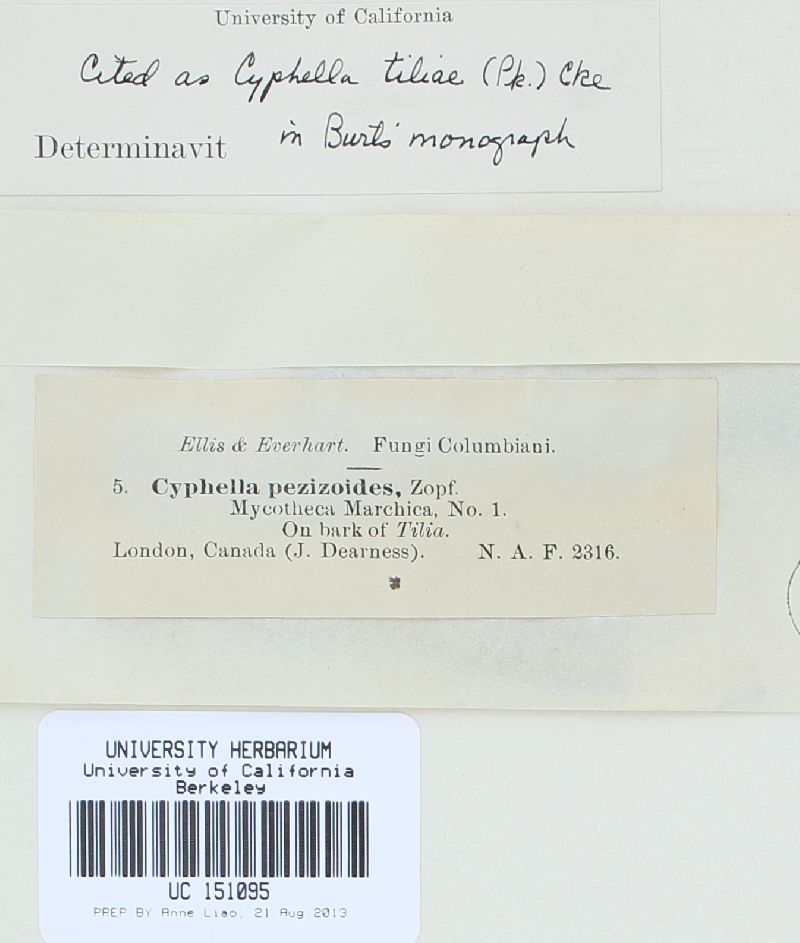 University of California
Cited as Cyphella tiliae (Pk.) Cke
Determinavit in Burt's monograph
Ellis & Everhart. Fungi Columbiani.
5. Cyphella pezizoides, Zopf.
Mycotheca Marchica, No. 1.
On bark of Tilia.
London, Canada (J. Dearness). N. A. F. 2316.
UNIVERSITY HERBARIUM
University of California
Berkeley
UC 151095
PREP BY Anne Liao, 21 Aug 2013